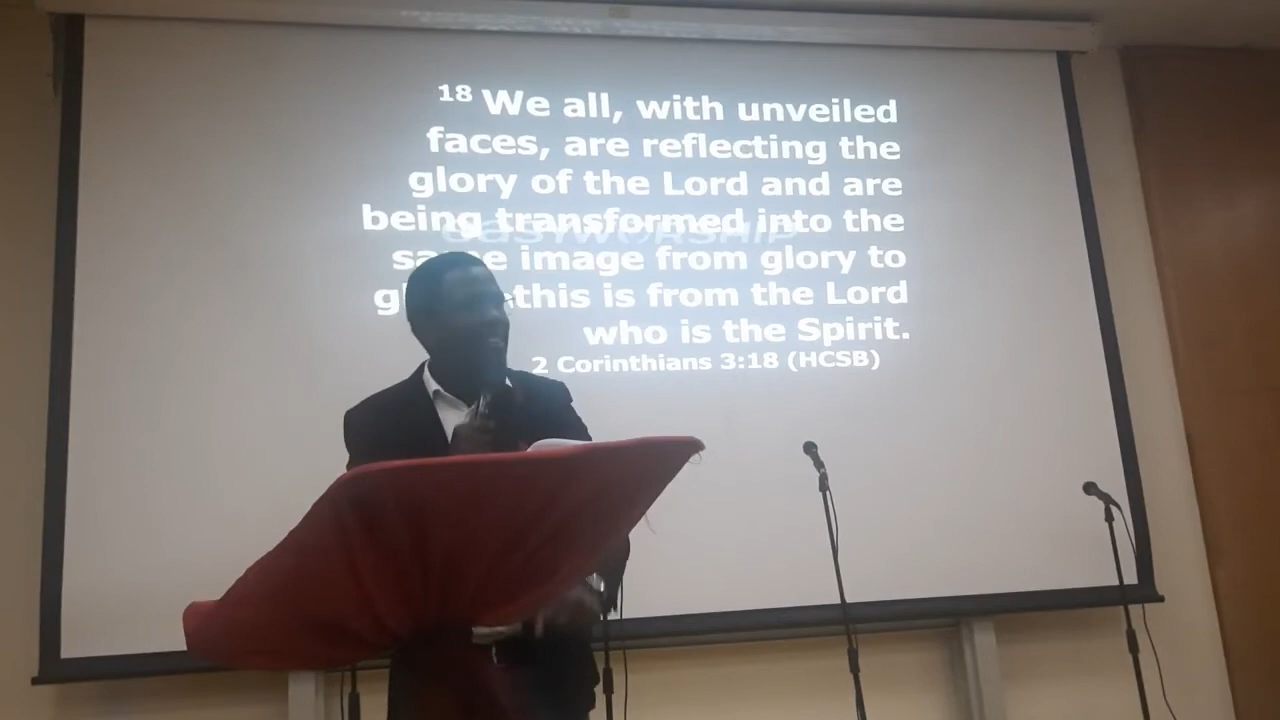 18 We all, with unveiled
faces, are reflecting the
glory of the Lord and are
being transformed into the
easyworship
image from glory to
this is from the Lord
who is the Spirit.
2 Corinthians 3:18 (HCSB)